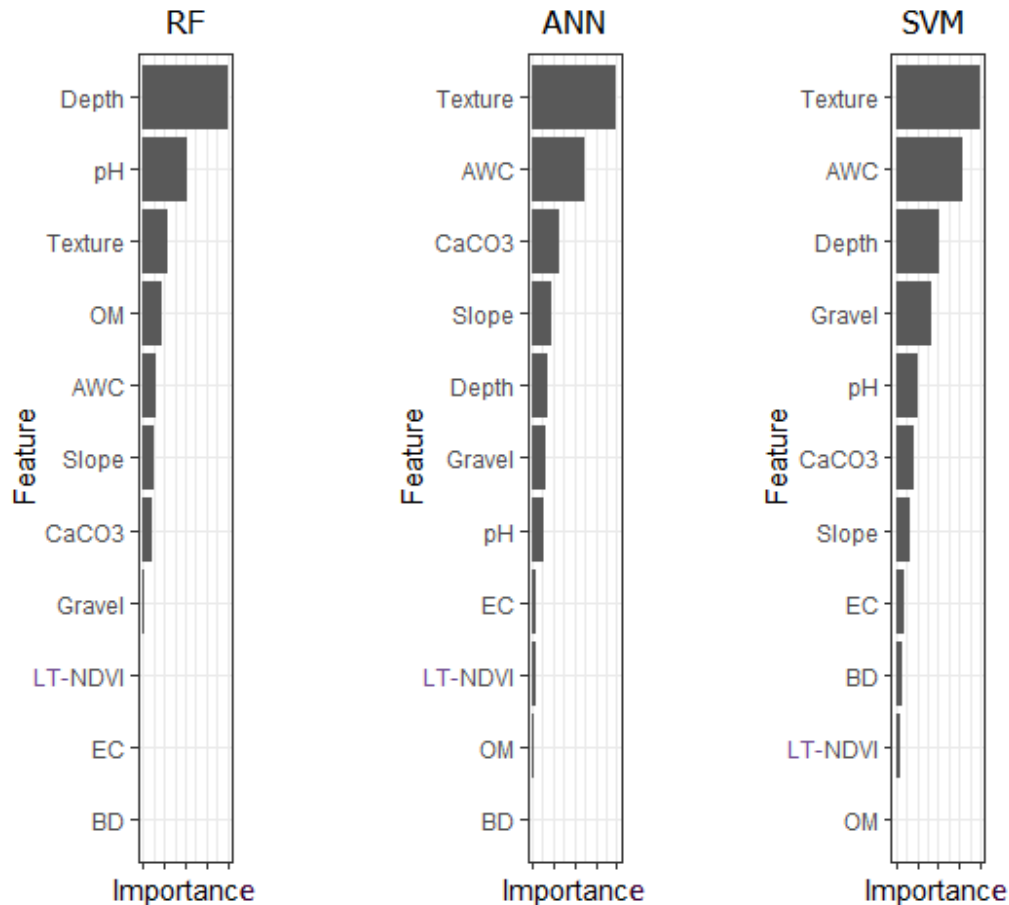 RF
Depth
pH
Texture
OM
AWC
Slope
CaCO3
Gravel
LT-NDVI
EC
BD
Feature
Importance
ANN
Texture
AWC
CaCO3
Slope
Depth
Gravel
pH
EC
LT-NDVI
OM
BD
Feature
Importance
SVM
Texture
AWC
Depth
Gravel
pH
CaCO3
Slope
EC
BD
LT-NDVI
OM
Feature
Importance